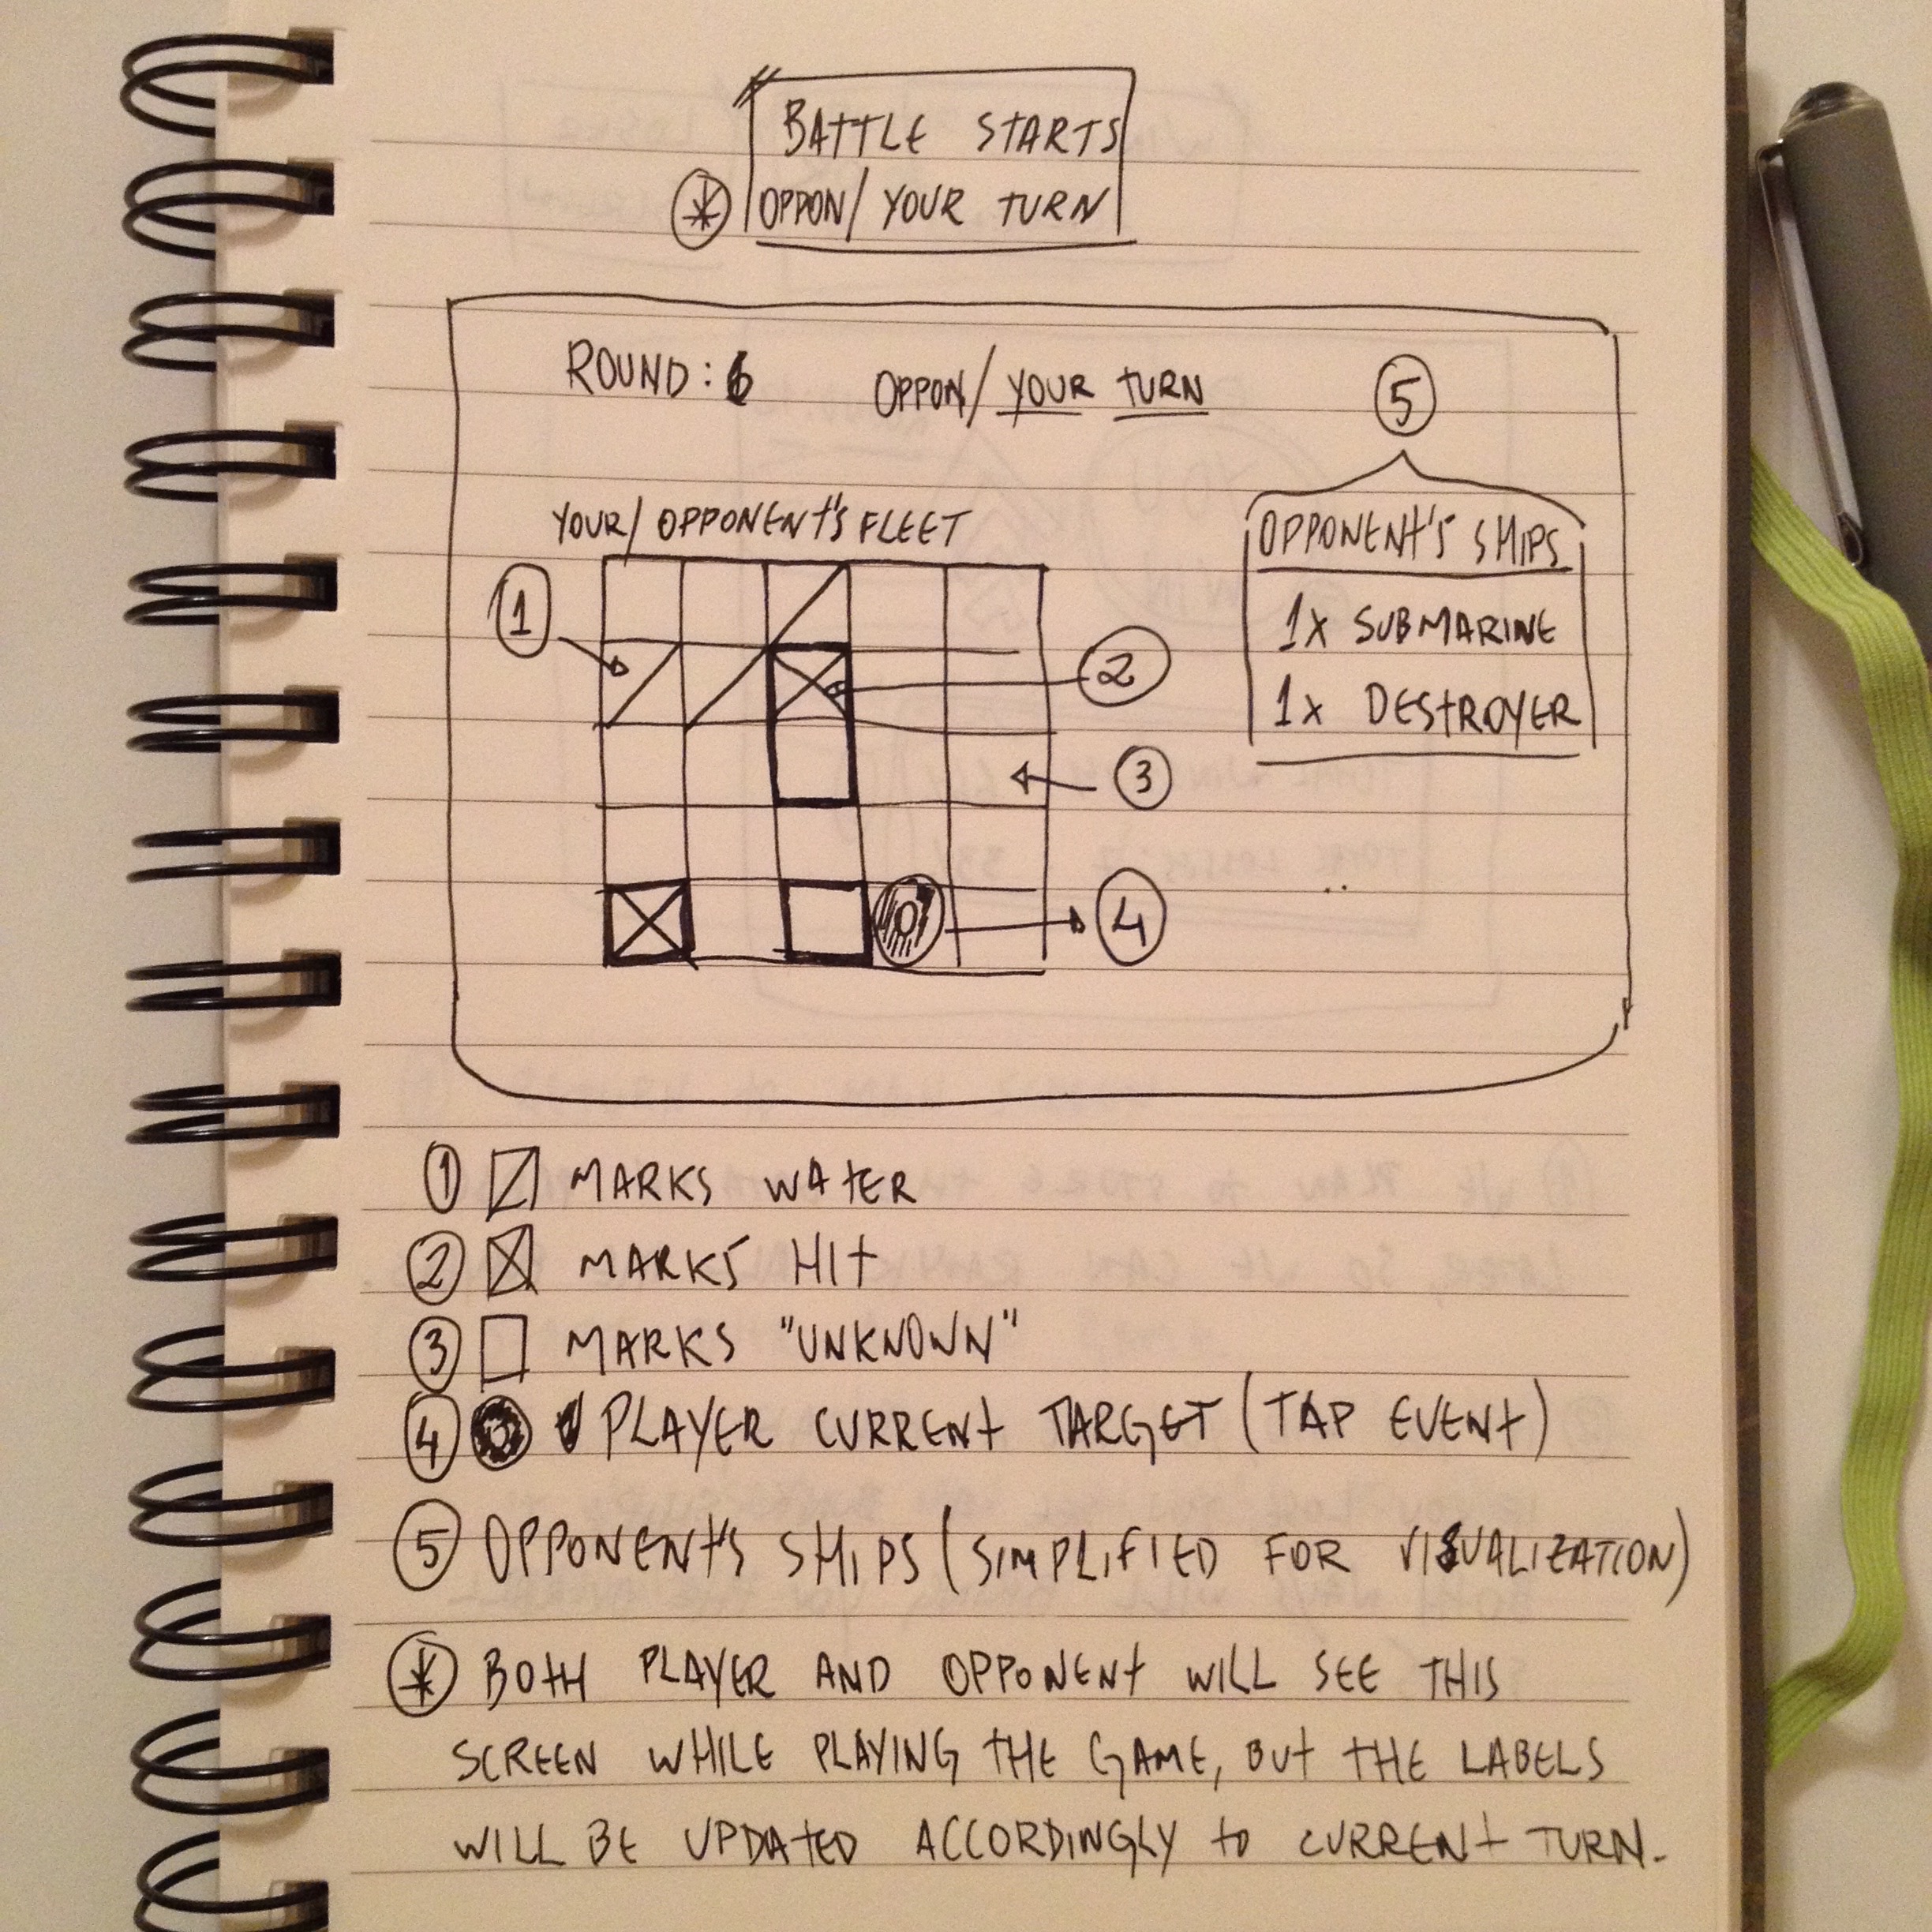 BATTLE STARTS
* OPPON/ YOUR TURN
ROUND: 6 OPPON/ YOUR TURN
5
YOUR/ OPPONENT'S FLEET
OPPONENT'S SHIPS
1x SUBMARINE
1x DESTROYER
1
2
3
4
1 MARKS WATER
2 MARKS HIT
3 MARKS "UNKNOWN"
4 PLAYER CURRENT TARGET (TAP EVENT)
5 OPPONENT'S SHIPS (SIMPLIFIED FOR VISUALIZATION)
* BOTH PLAYER AND OPPONENT WILL SEE THIS
SCREEN WHILE PLAYING THE GAME, BUT THE LABELS
WILL BE UPDATED ACCORDINGLY TO CURRENT TURN.